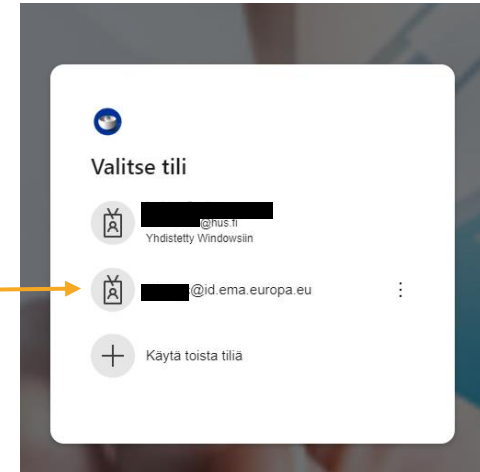 Valitse tili
@hus.fi
Yhdistetty Windowsiin
@id.ema.europa.eu
Käytä toista tiliä